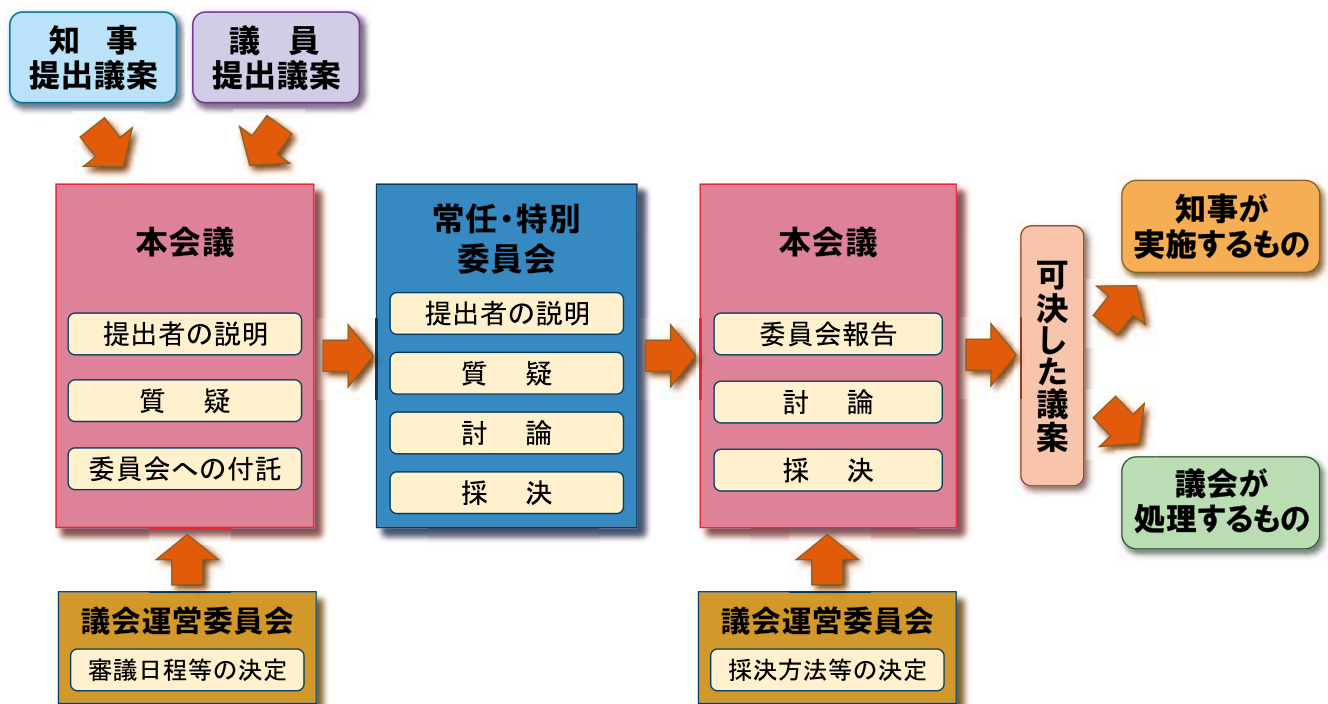 知　事
提出議案
議　員
提出議案
本会議
提出者の説明
質　疑
委員会への付託
議会運営委員会
審議日程等の決定
常任・特別
委員会
提出者の説明
質　疑
討　論
採　決
本会議
委員会報告
討　論
採　決
議会運営委員会
採決方法等の決定
可決した議案
知事が
実施するもの
議会が
処理するもの